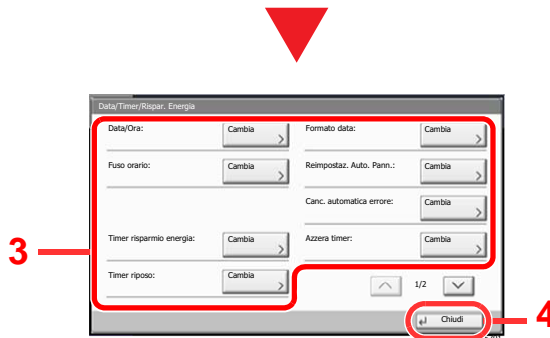 Data/Timer/Rispar. Energia
Data/Ora: Cambia Formato data: Cambia
Fuso orario: Cambia Reimpostaz. Auto. Pann.: Cambia
Canc. automatica errore: Cambia
Timer risparmio energia: Cambia Azzera timer: Cambia
3
Timer riposo: Cambia
1/2
Chiudi
4